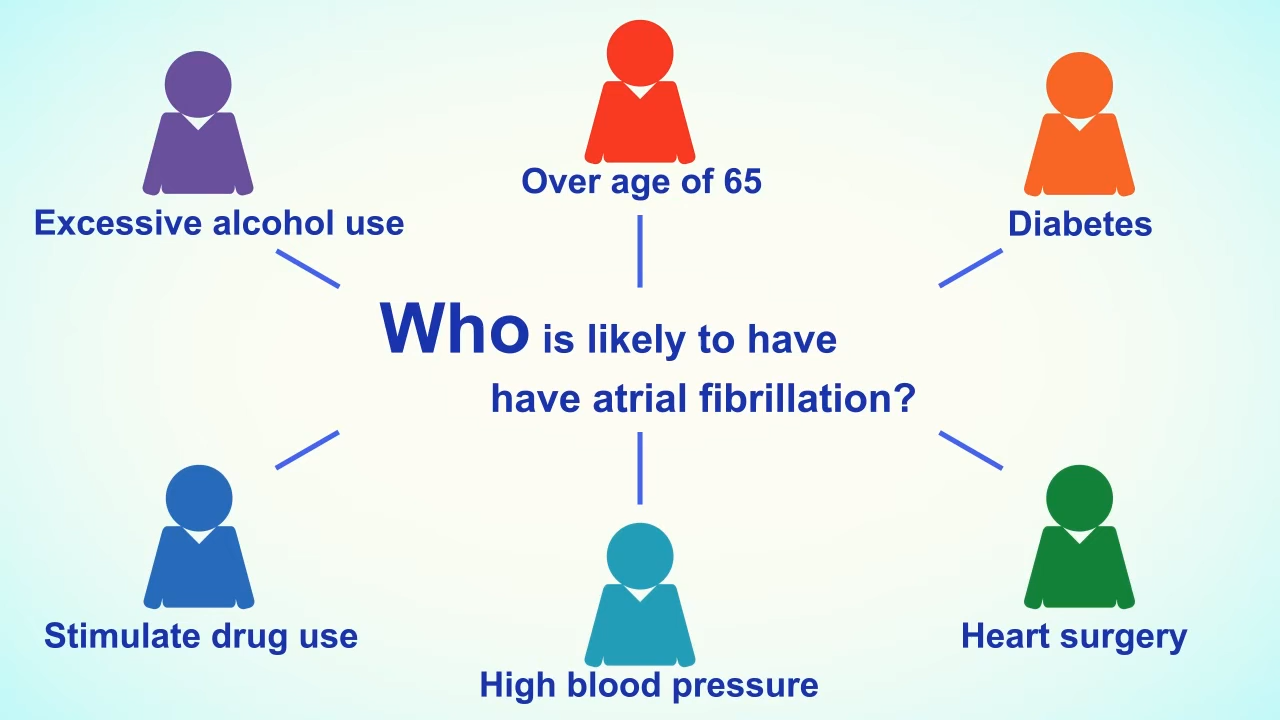 Over age of 65
Excessive alcohol use
Diabetes
Who is likely to have
have atrial fibrillation?
Stimulate drug use
Heart surgery
High blood pressure